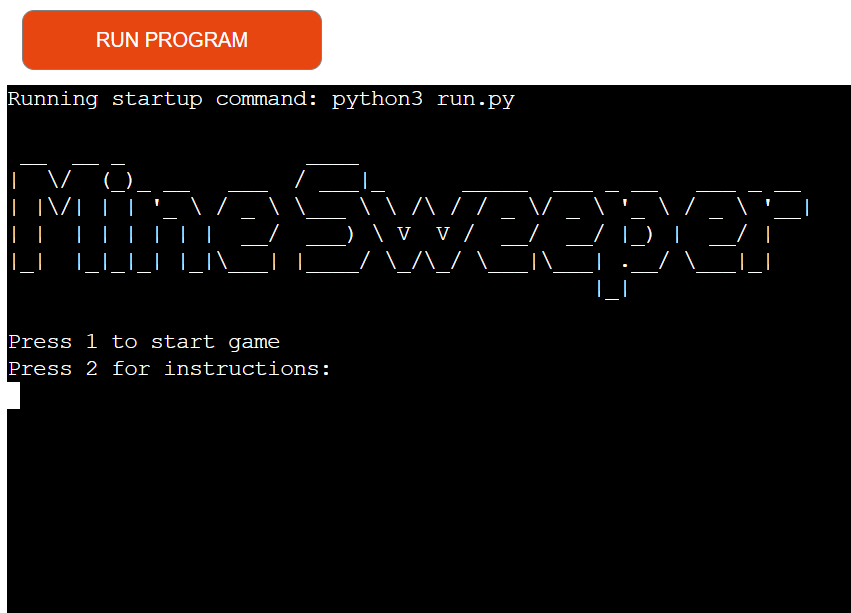 RUN PROGRAM
Running startup command: python3 run.py
MineSweeper
Press 1 to start game
Press 2 for instructions: